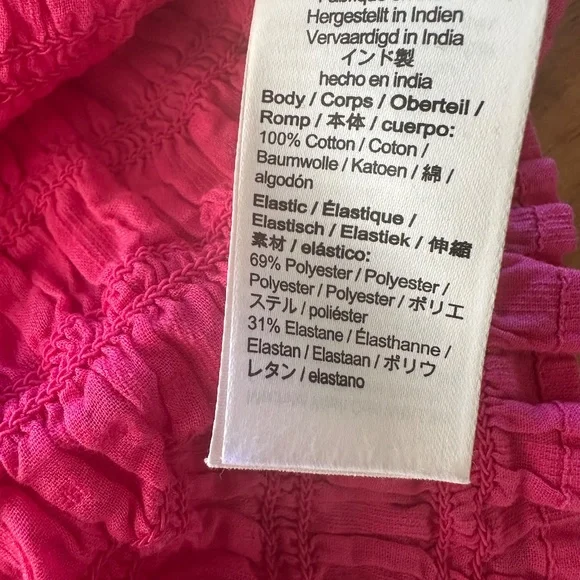 Hergestellt in Indien
Vervaardigd in India
インド製
hecho en india
Body / Corps / Oberteil /
Romp / 本体 / cuerpo:
100% Cotton / Coton /
Baumwolle / Katoen / 綿 /
algodón
Elastic / Élastique /
Elastisch / Elastiek / 伸縮
素材 / elástico:
69% Polyester / Polyester /
Polyester / Polyester / ポリエ
ステル / poliéster
31% Elastane / Élasthanne /
Elastan / Elastaan / ポリウ
レタン / elastano